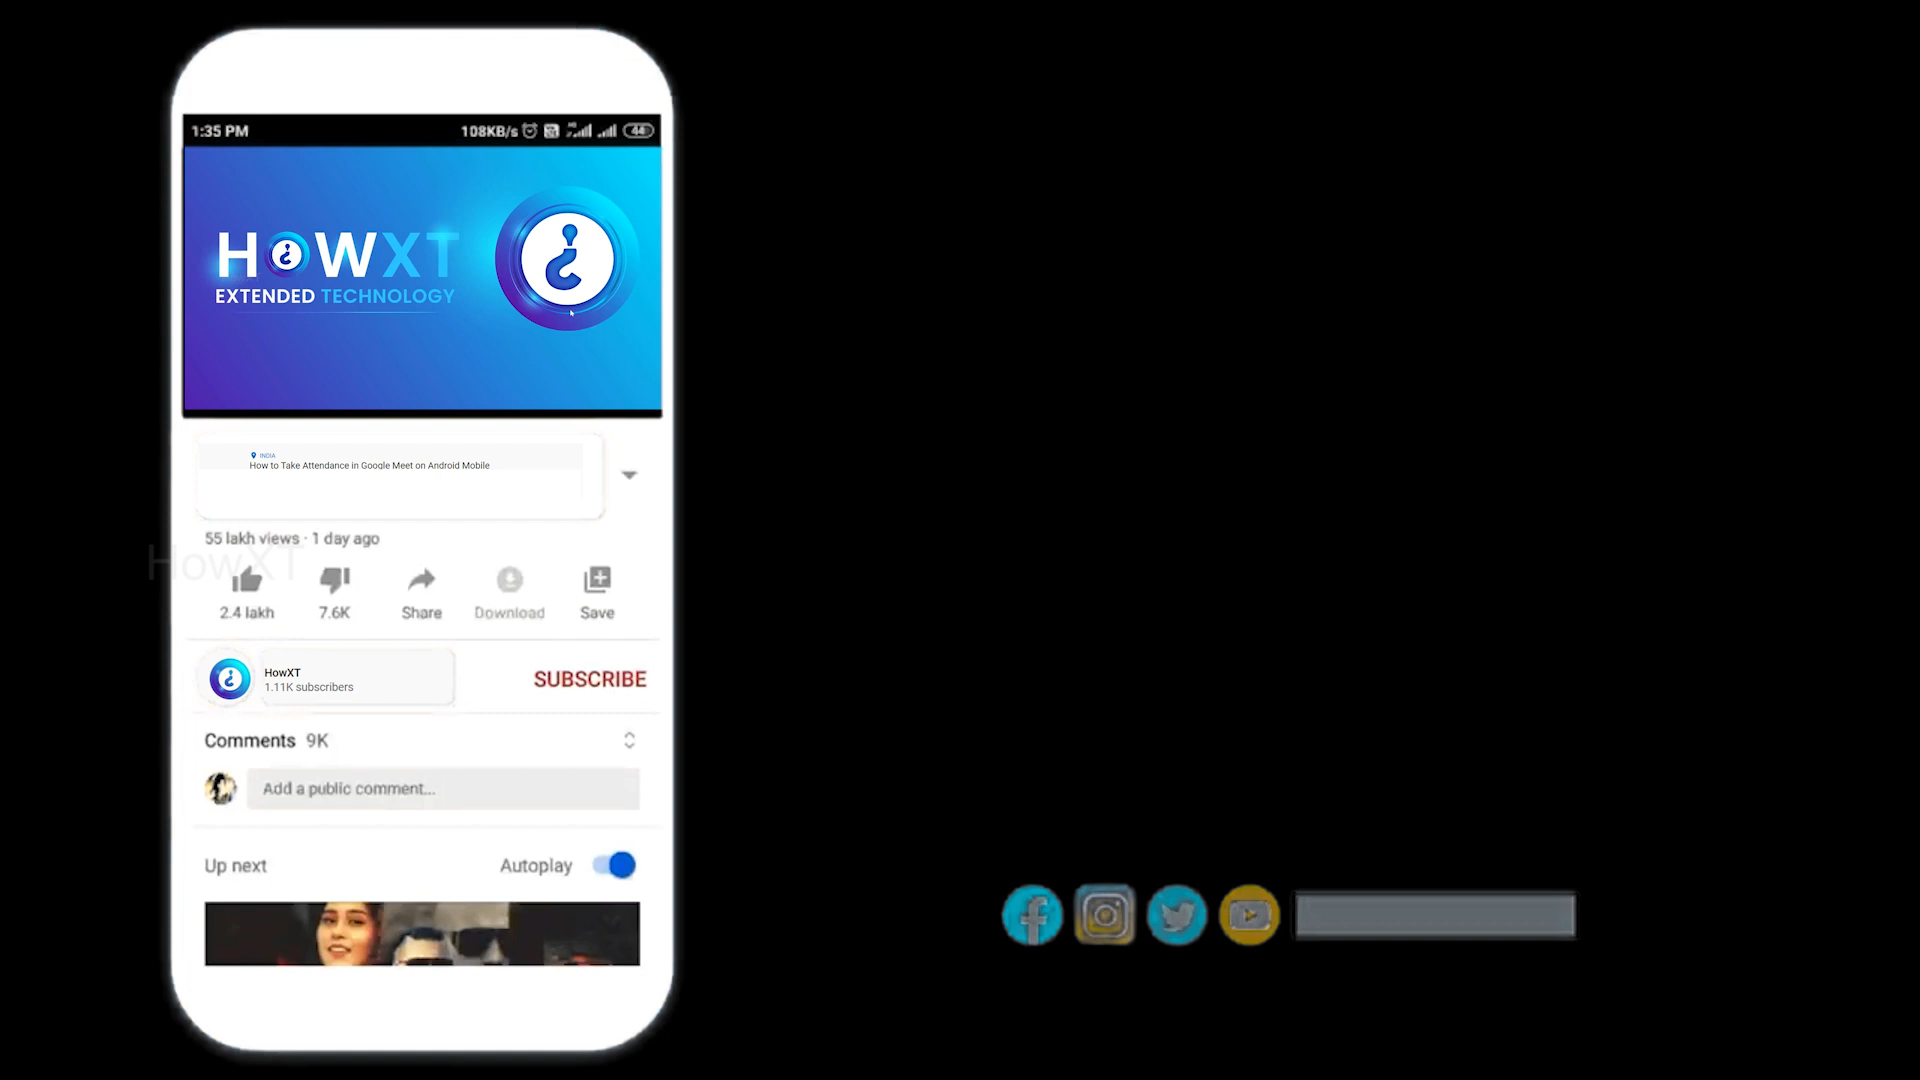 1:35 PM 108KB/s 44
HOWXT
EXTENDED TECHNOLOGY
INDIA
How to Take Attendance in Google Meet on Android Mobile
55 lakh views · 1 day ago
HowXT
2.4 lakh 7.6K Share Download Save
HowXT
1.11K subscribers
SUBSCRIBE
Comments 9K
Add a public comment...
Up next Autoplay